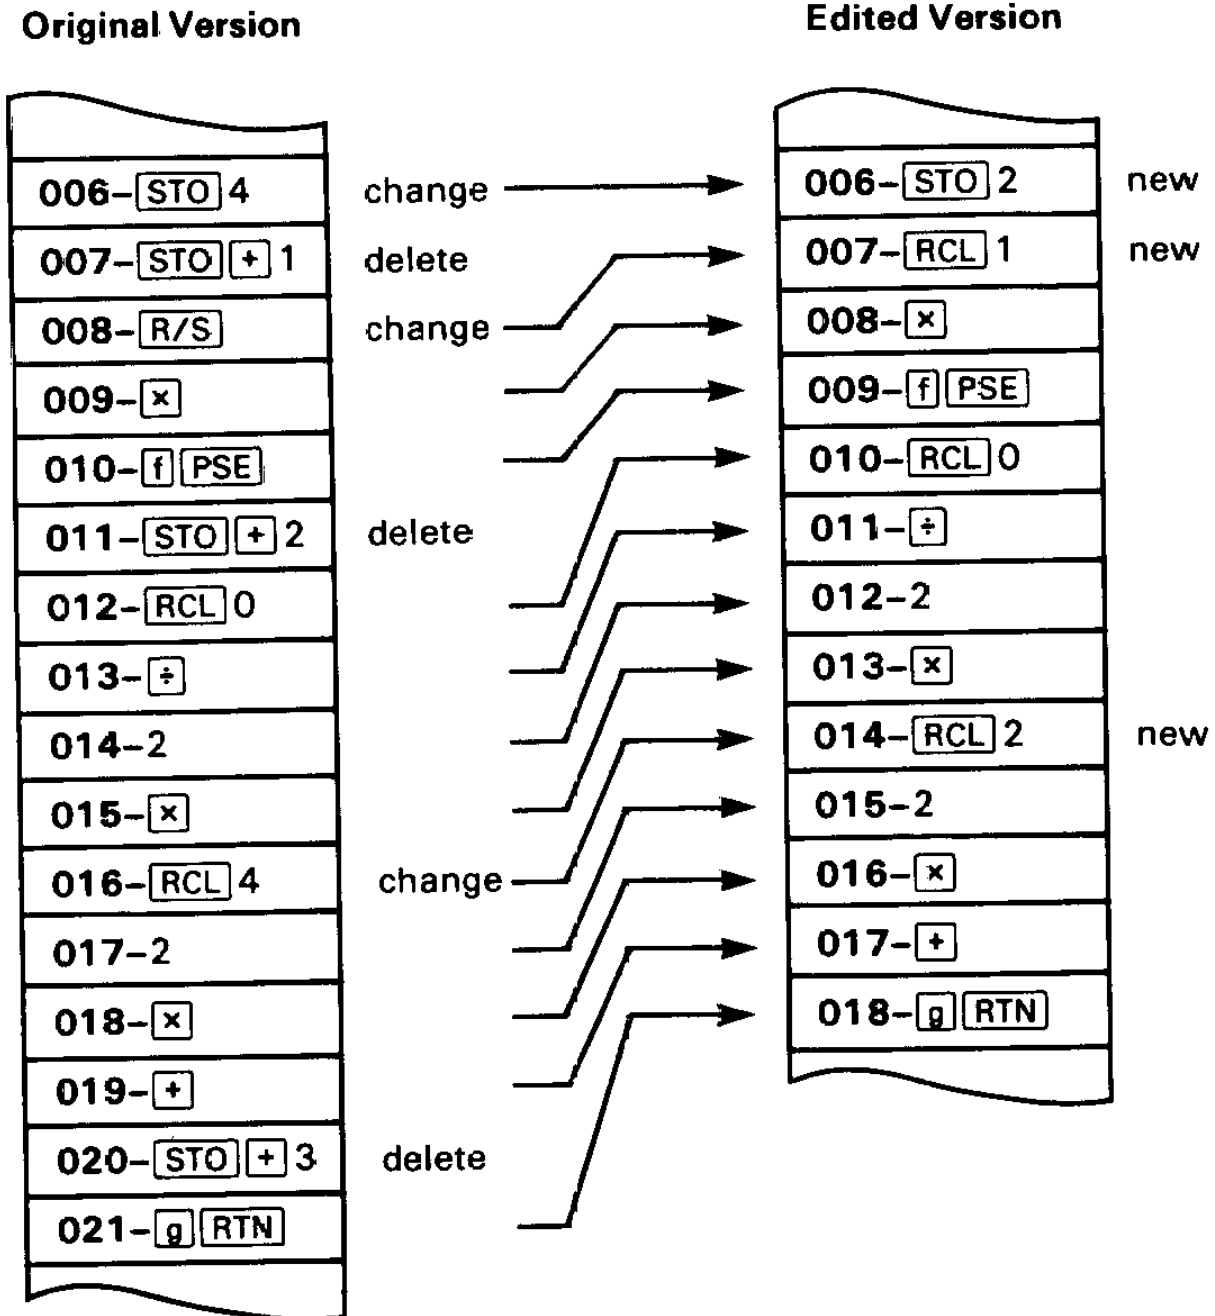 Original Version
006–STO 4 change
007–STO + 1 delete
008–R/S change
009–×
010–f PSE
011–STO + 2 delete
012–RCL 0
013–÷
014–2
015–×
016–RCL 4 change
017–2
018–×
019–+
020–STO + 3 delete
021–g RTN
Edited Version
006–STO 2 new
007–RCL 1 new
008–×
009–f PSE
010–RCL 0
011–÷
012–2
013–×
014–RCL 2 new
015–2
016–×
017–+
018–g RTN